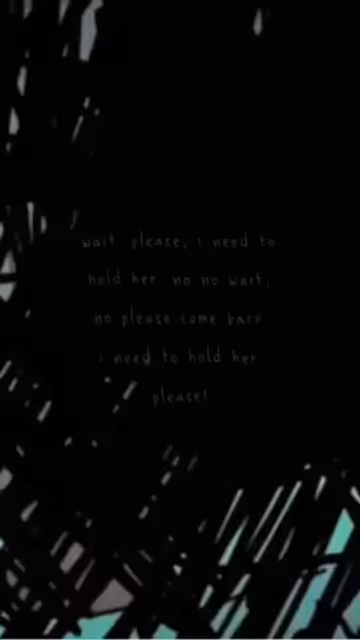 wait please, i need to
hold her no no wait,
no please come back
i need to hold her
please!